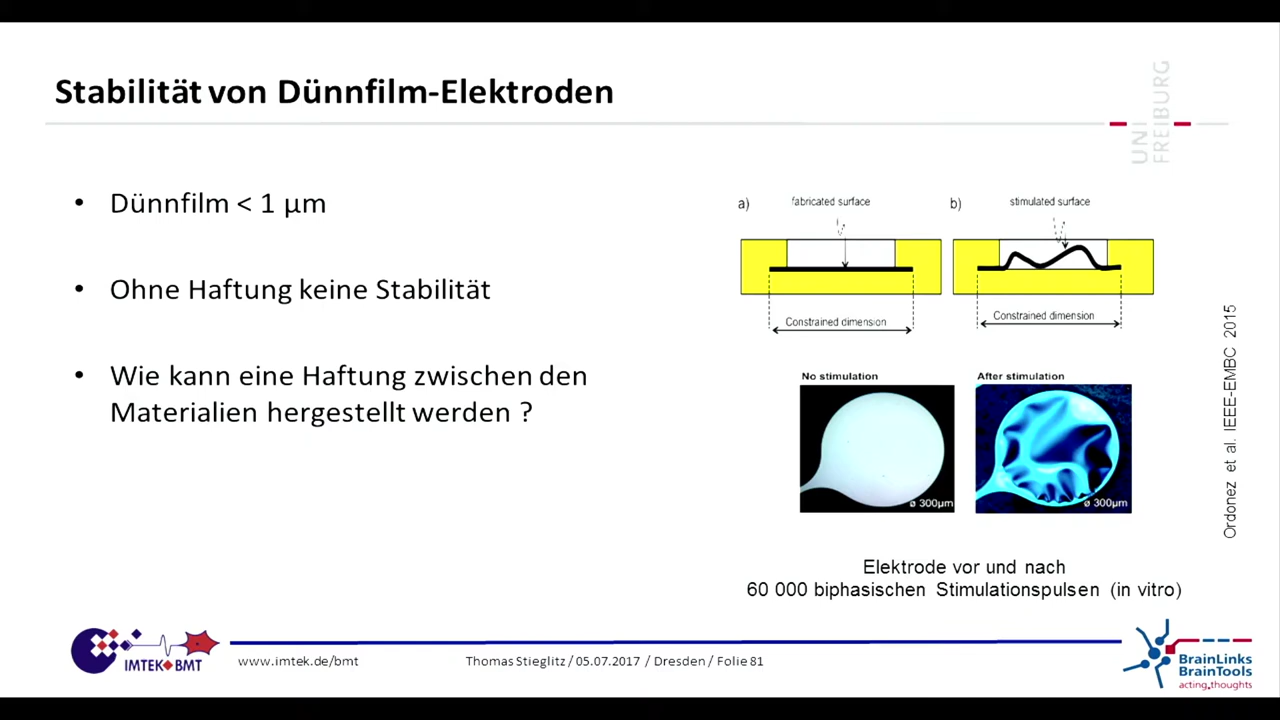 Stabilität von Dünnfilm-Elektroden
UNI
FREIBURG
• Dünnfilm < 1 µm
• Ohne Haftung keine Stabilität
• Wie kann eine Haftung zwischen den
Materialien hergestellt werden ?
a) fabricated surface
b) stimulated surface
Constrained dimension
Constrained dimension
No stimulation
After stimulation
ø 300µm
ø 300µm
Ordonez et al. IEEE-EMBC 2015
Elektrode vor und nach
60 000 biphasischen Stimulationspulsen (in vitro)
IMTEK BMT
www.imtek.de/bmt
Thomas Stieglitz / 05.07.2017 / Dresden / Folie 81
BrainLinks
BrainTools
acting.thoughts